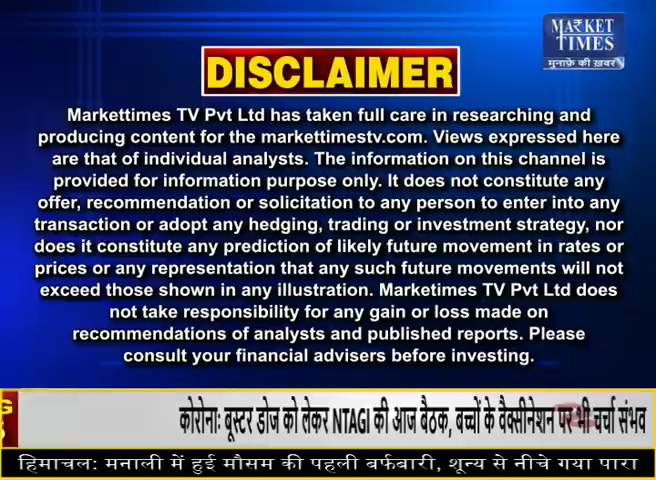 MARKET
TIMES
मुनाफ़े की ख़बर
DISCLAIMER
Markettimes TV Pvt Ltd has taken full care in researching and
producing content for the markettimestv.com. Views expressed here
are that of individual analysts. The information on this channel is
provided for information purpose only. It does not constitute any
offer, recommendation or solicitation to any person to enter into any
transaction or adopt any hedging, trading or investment strategy, nor
does it constitute any prediction of likely future movement in rates or
prices or any representation that any such future movements will not
exceed those shown in any illustration. Marketimes TV Pvt Ltd does
not take responsibility for any gain or loss made on
recommendations of analysts and published reports. Please
consult your financial advisers before investing.
कोरोनाः बूस्टर डोज को लेकर NTAGI की आज बैठक, बच्चों के वैक्सीनेशन पर भी चर्चा संभव
हिमाचल: मनाली में हुई मौसम की पहली बर्फबारी, शून्य से नीचे गया पारा